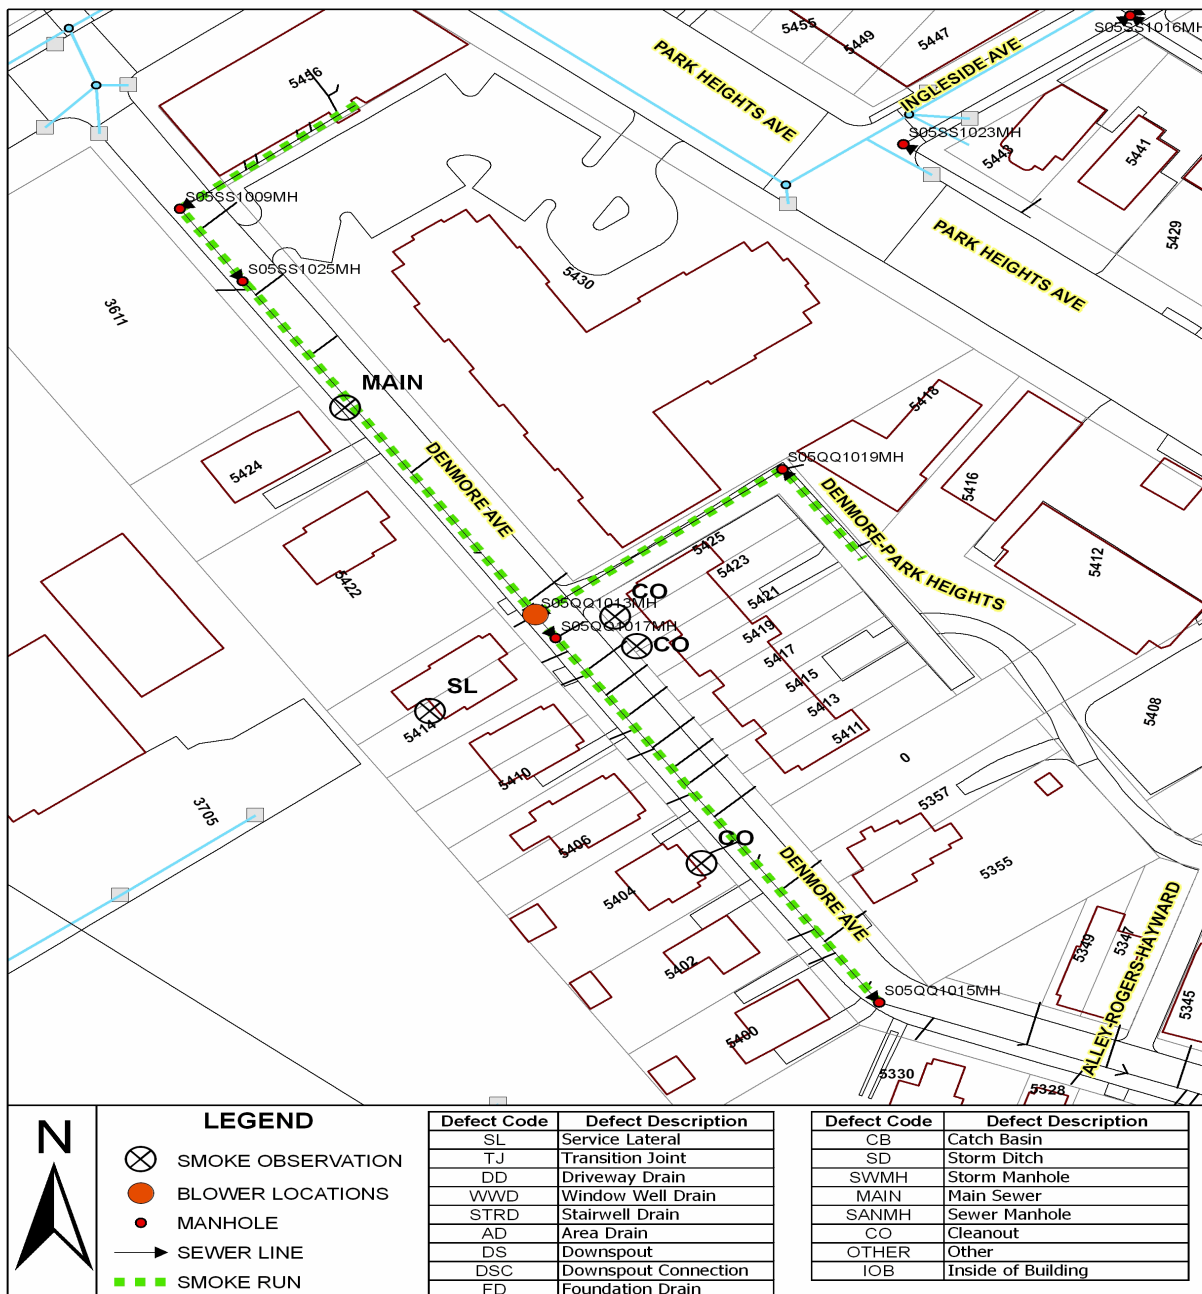 5455
5449
5447
S05SS1016MH
PARK HEIGHTS AVE
INGLESIDE AVE
5456
S05SS1023MH
5443
5441
S05SS1009MH
PARK HEIGHTS AVE
5429
S05SS1025MH
5430
3611
MAIN
5418
5424
DENMORE AVE
S05QQ1019MH
5416
DENMORE-PARK HEIGHTS
5425
5423
5412
5422
5421
CO
S05QQ1013MH
S05QQ1017MH
5419
CO
5417
SL
5415
5414
5413
5408
5411
0
5410
5357
3705
CO
5406
DENMORE AVE
5355
5404
ALLEY-ROGERS-HAYWARD
5349
5347
5402
S05QQ1015MH
5345
5400
5330
5328
N
LEGEND
SMOKE OBSERVATION
BLOWER LOCATIONS
MANHOLE
SEWER LINE
SMOKE RUN
Defect Code Defect Description
SL Service Lateral
TJ Transition Joint
DD Driveway Drain
WWD Window Well Drain
STRD Stairwell Drain
AD Area Drain
DS Downspout
DSC Downspout Connection
FD Foundation Drain
Defect Code Defect Description
CB Catch Basin
SD Storm Ditch
SWMH Storm Manhole
MAIN Main Sewer
SANMH Sewer Manhole
CO Cleanout
OTHER Other
IOB Inside of Building